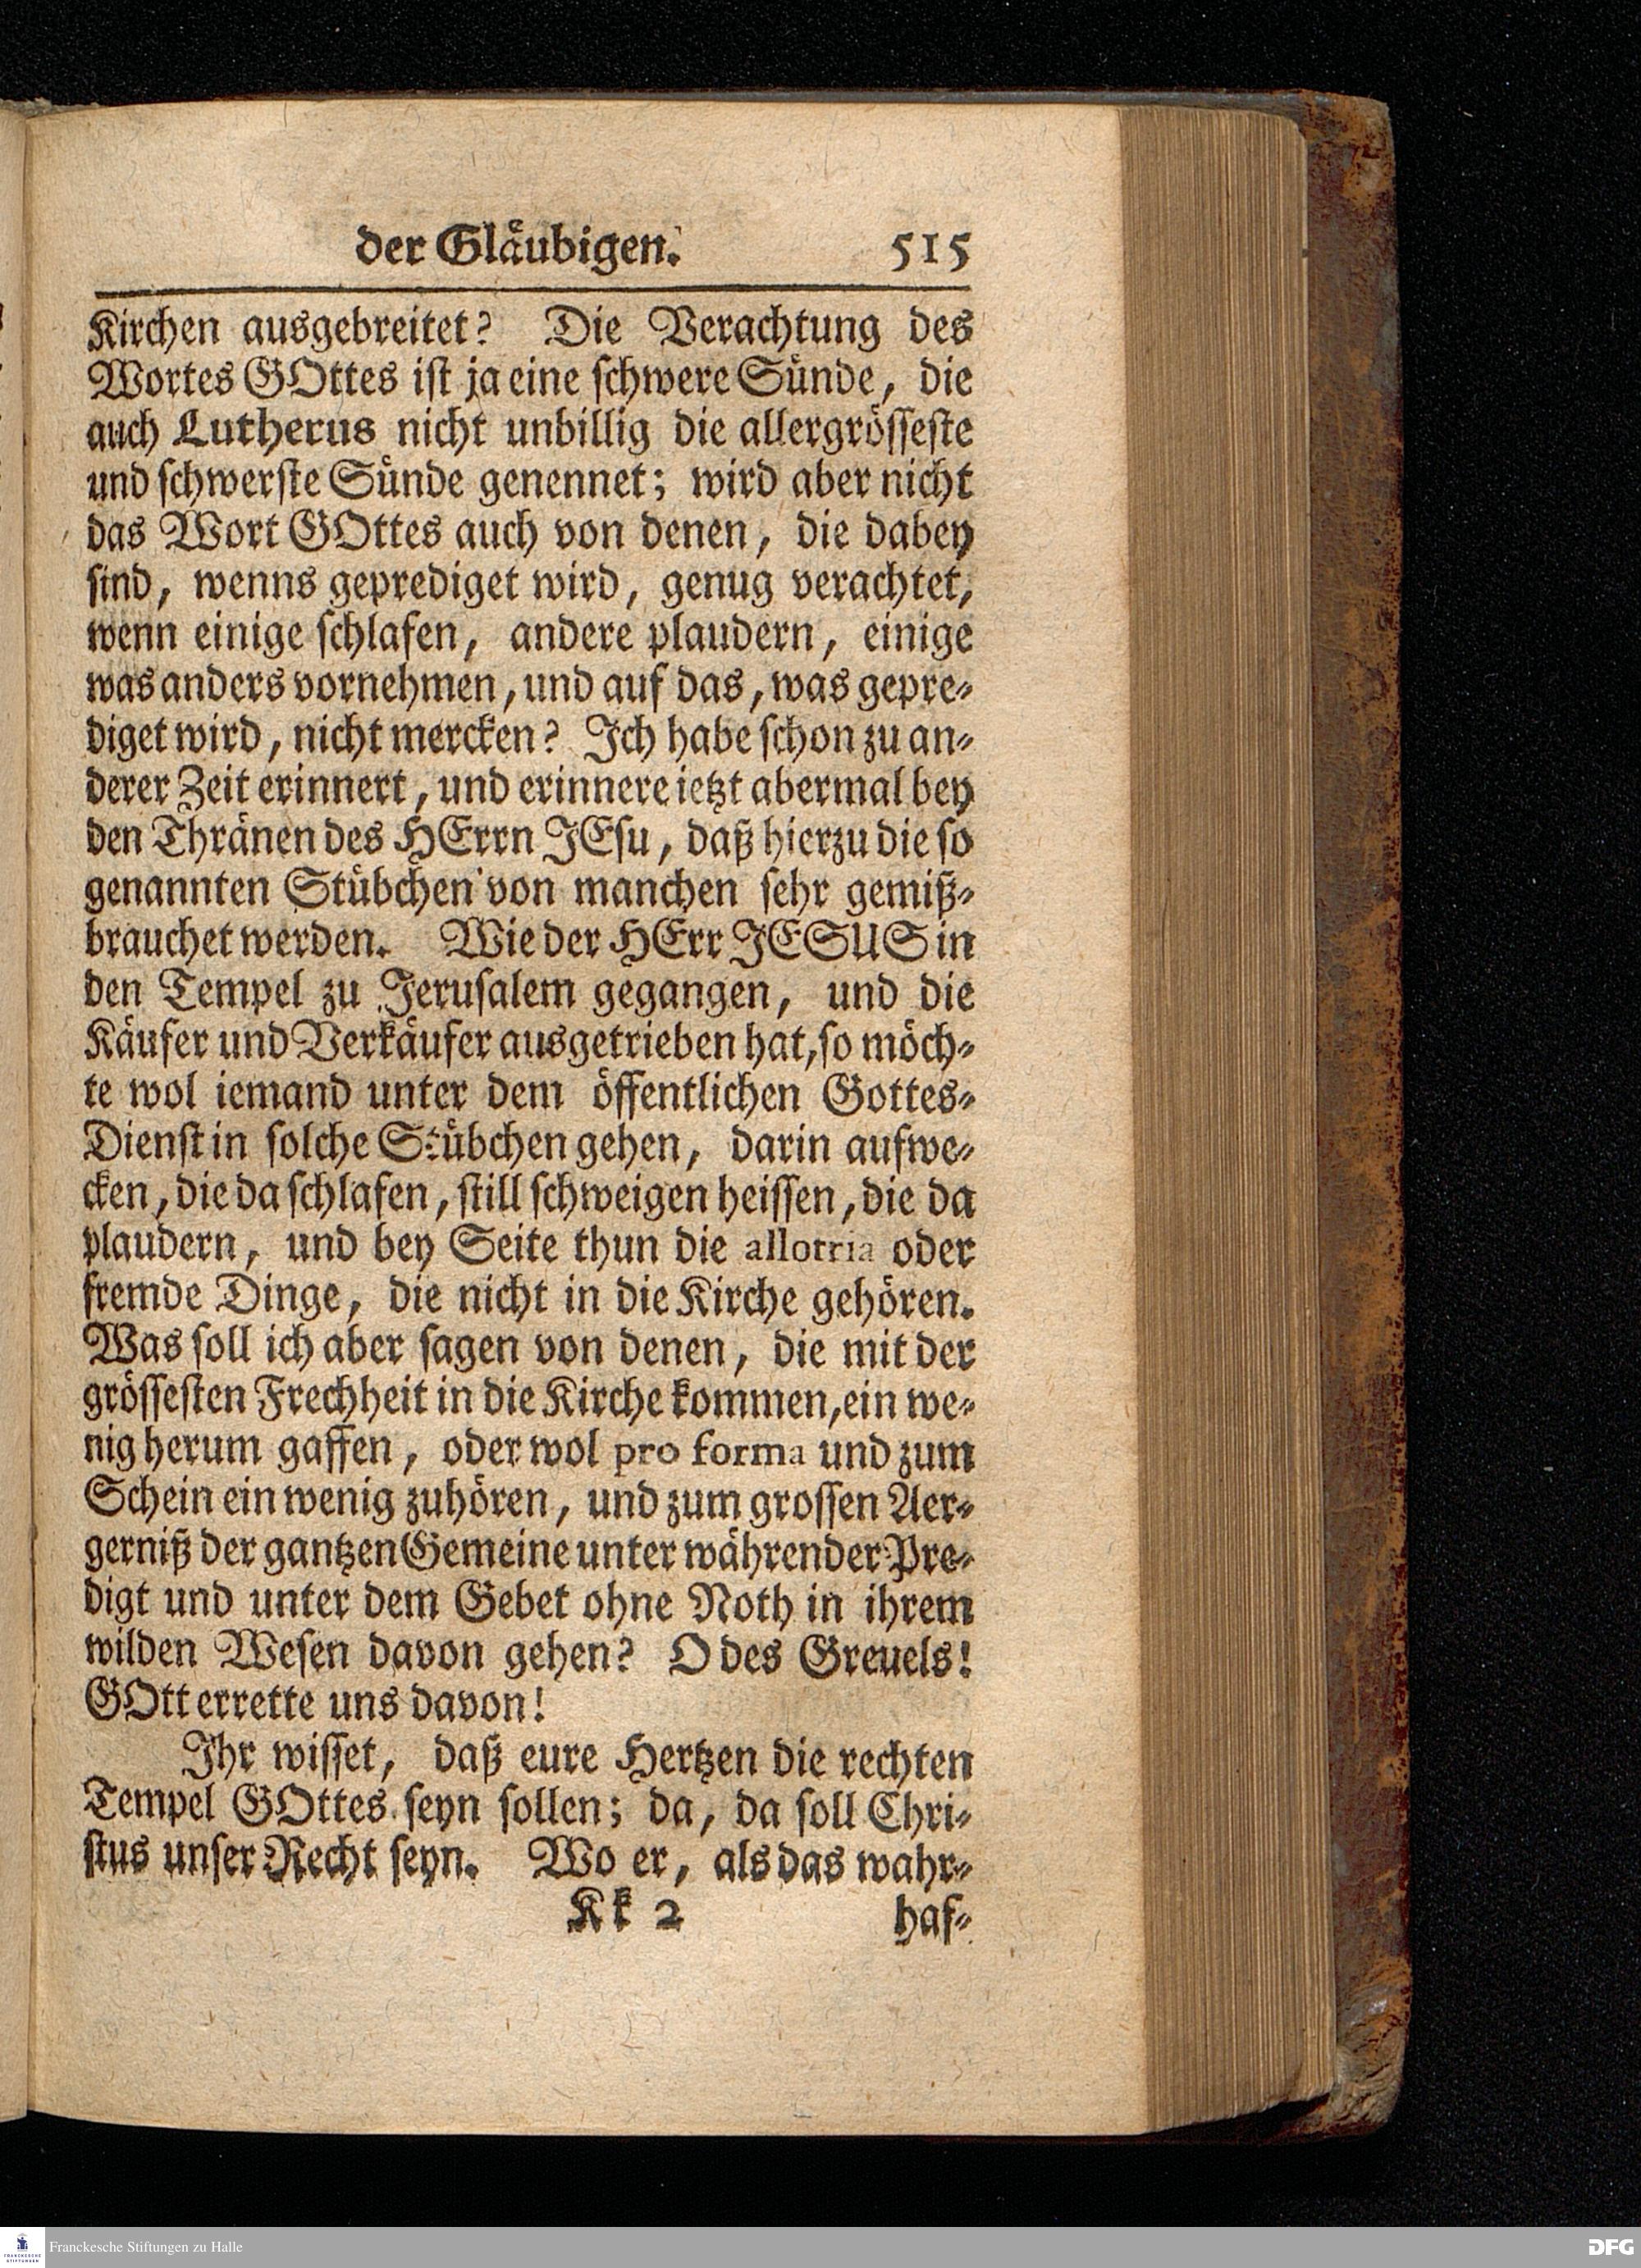 der Gläubigen. 515
Kirchen ausgebreitet? Die Verachtung des
Wortes GOttes ist ja eine schwere Sünde, die
auch Lutherus nicht unbillig die allergrösseste
und schwerste Sünde genennet; wird aber nicht
das Wort GOttes auch von denen, die dabey
sind, wenns geprediget wird, genug verachtet,
wenn einige schlafen, andere plaudern, einige
was anders vornehmen, und auf das, was gepre-
diget wird, nicht mercken? Ich habe schon zu an-
derer Zeit erinnert, und erinnere ietzt abermal bey
den Thränen des HErrn JEsu, daß hierzu die so
genannten Stübchen von manchen sehr gemiß-
brauchet werden. Wie der HErr JESUS in
den Tempel zu Jerusalem gegangen, und die
Käufer und Verkäufer ausgetrieben hat, so möch-
te wol iemand unter dem öffentlichen Gottes-
Dienst in solche Stübchen gehen, darin aufwe-
cken, die da schlafen, still schweigen heissen, die da
plaudern, und bey Seite thun die allotria oder
fremde Dinge, die nicht in die Kirche gehören.
Was soll ich aber sagen von denen, die mit der
grössesten Frechheit in die Kirche kommen, ein we-
nig herum gaffen, oder wol pro forma und zum
Schein ein wenig zuhören, und zum grossen Aer-
gerniß der gantzen Gemeine unter währender Pre-
digt und unter dem Gebet ohne Noth in ihrem
wilden Wesen davon gehen? O des Greuels!
GOtt errette uns davon!
Ihr wisset, daß eure Hertzen die rechten
Tempel GOttes seyn sollen; da, da soll Chri-
stus unser Recht seyn. Wo er, als das wahr-
Kk 2 haf-
FRANCKESCHE STIFTUNGEN
Franckesche Stiftungen zu Halle
DFG